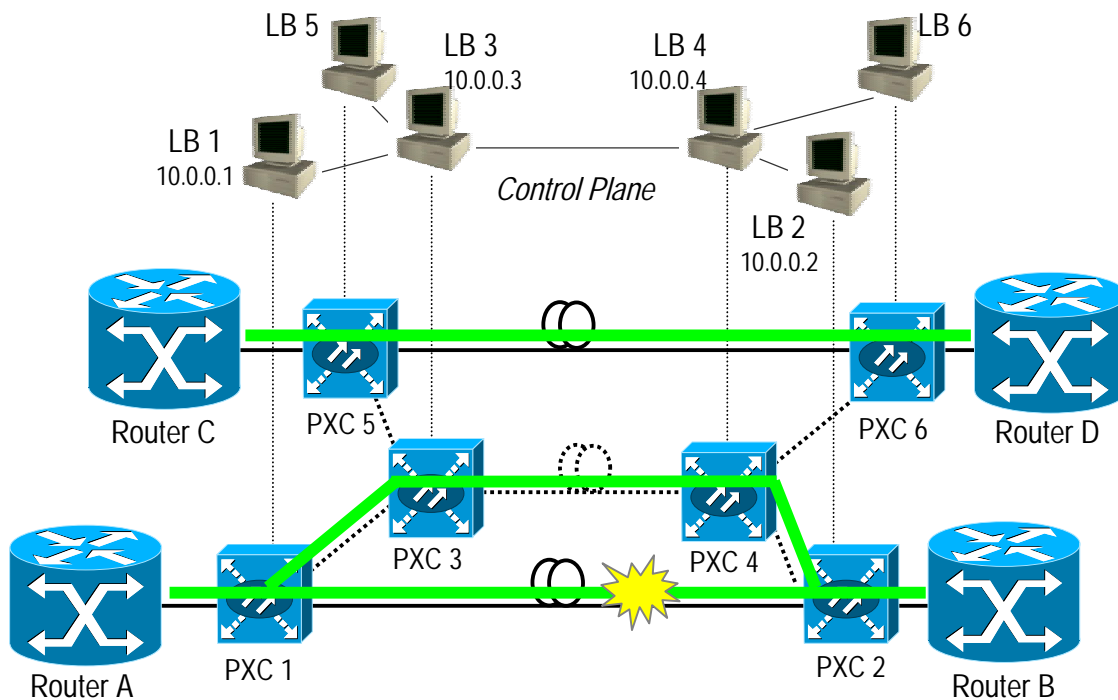 LB 5
LB 3
10.0.0.3
LB 4
10.0.0.4
LB 6
LB 1
10.0.0.1
Control Plane
LB 2
10.0.0.2
Router C
PXC 5
PXC 6
Router D
PXC 3
PXC 4
Router A
PXC 1
PXC 2
Router B